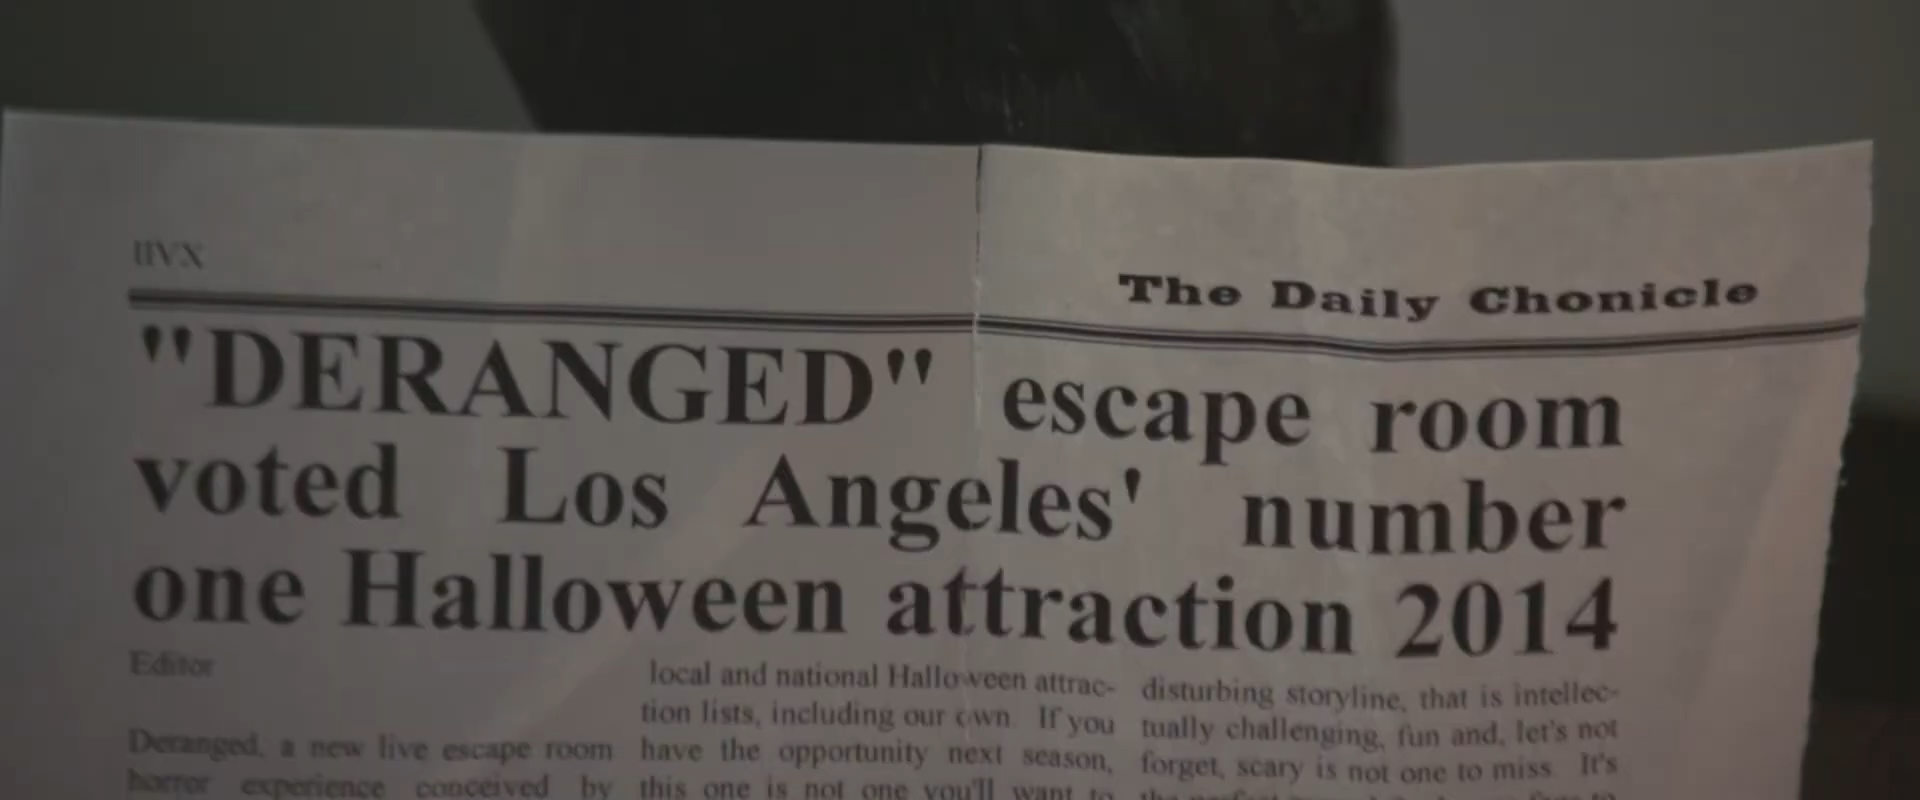 IIVX
The Daily Chonicle
"DERANGED" escape room
voted Los Angeles' number
one Halloween attraction 2014
Editor
Deranged, a new live escape room
horror experience conceived by
local and national Halloween attrac-
tion lists, including our own. If you
have the opportunity next season,
this one is not one you'll want to
disturbing storyline, that is intellec-
tually challenging, fun and, let's not
forget, scary is not one to miss. It's